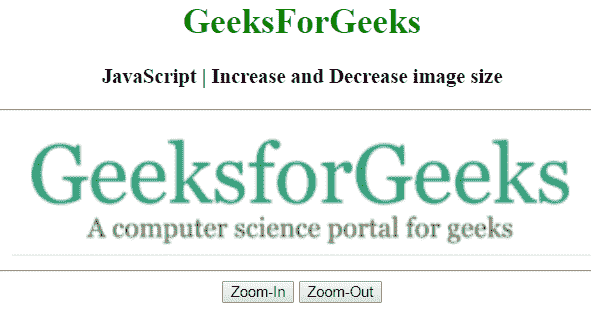 GeeksForGeeks
JavaScript | Increase and Decrease image size
GeeksforGeeks
A computer science portal for geeks
Zoom-In Zoom-Out